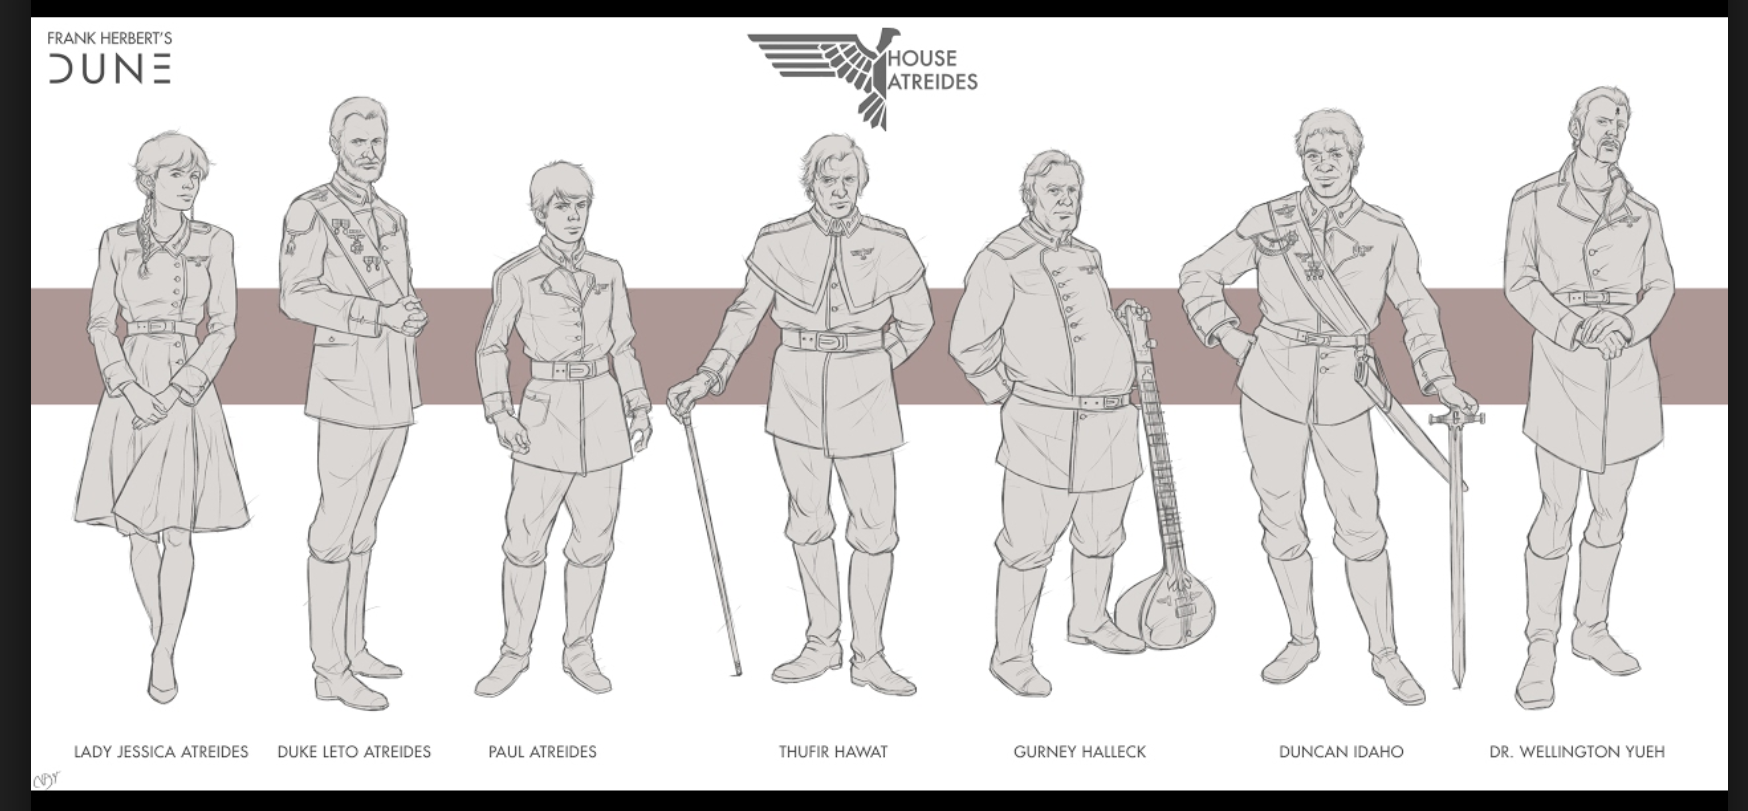 FRANK HERBERT'S
DUNE
HOUSE
ATREIDES
LADY JESSICA ATREIDES
DUKE LETO ATREIDES
PAUL ATREIDES
THUFIR HAWAT
GURNEY HALLECK
DUNCAN IDAHO
DR. WELLINGTON YUEH